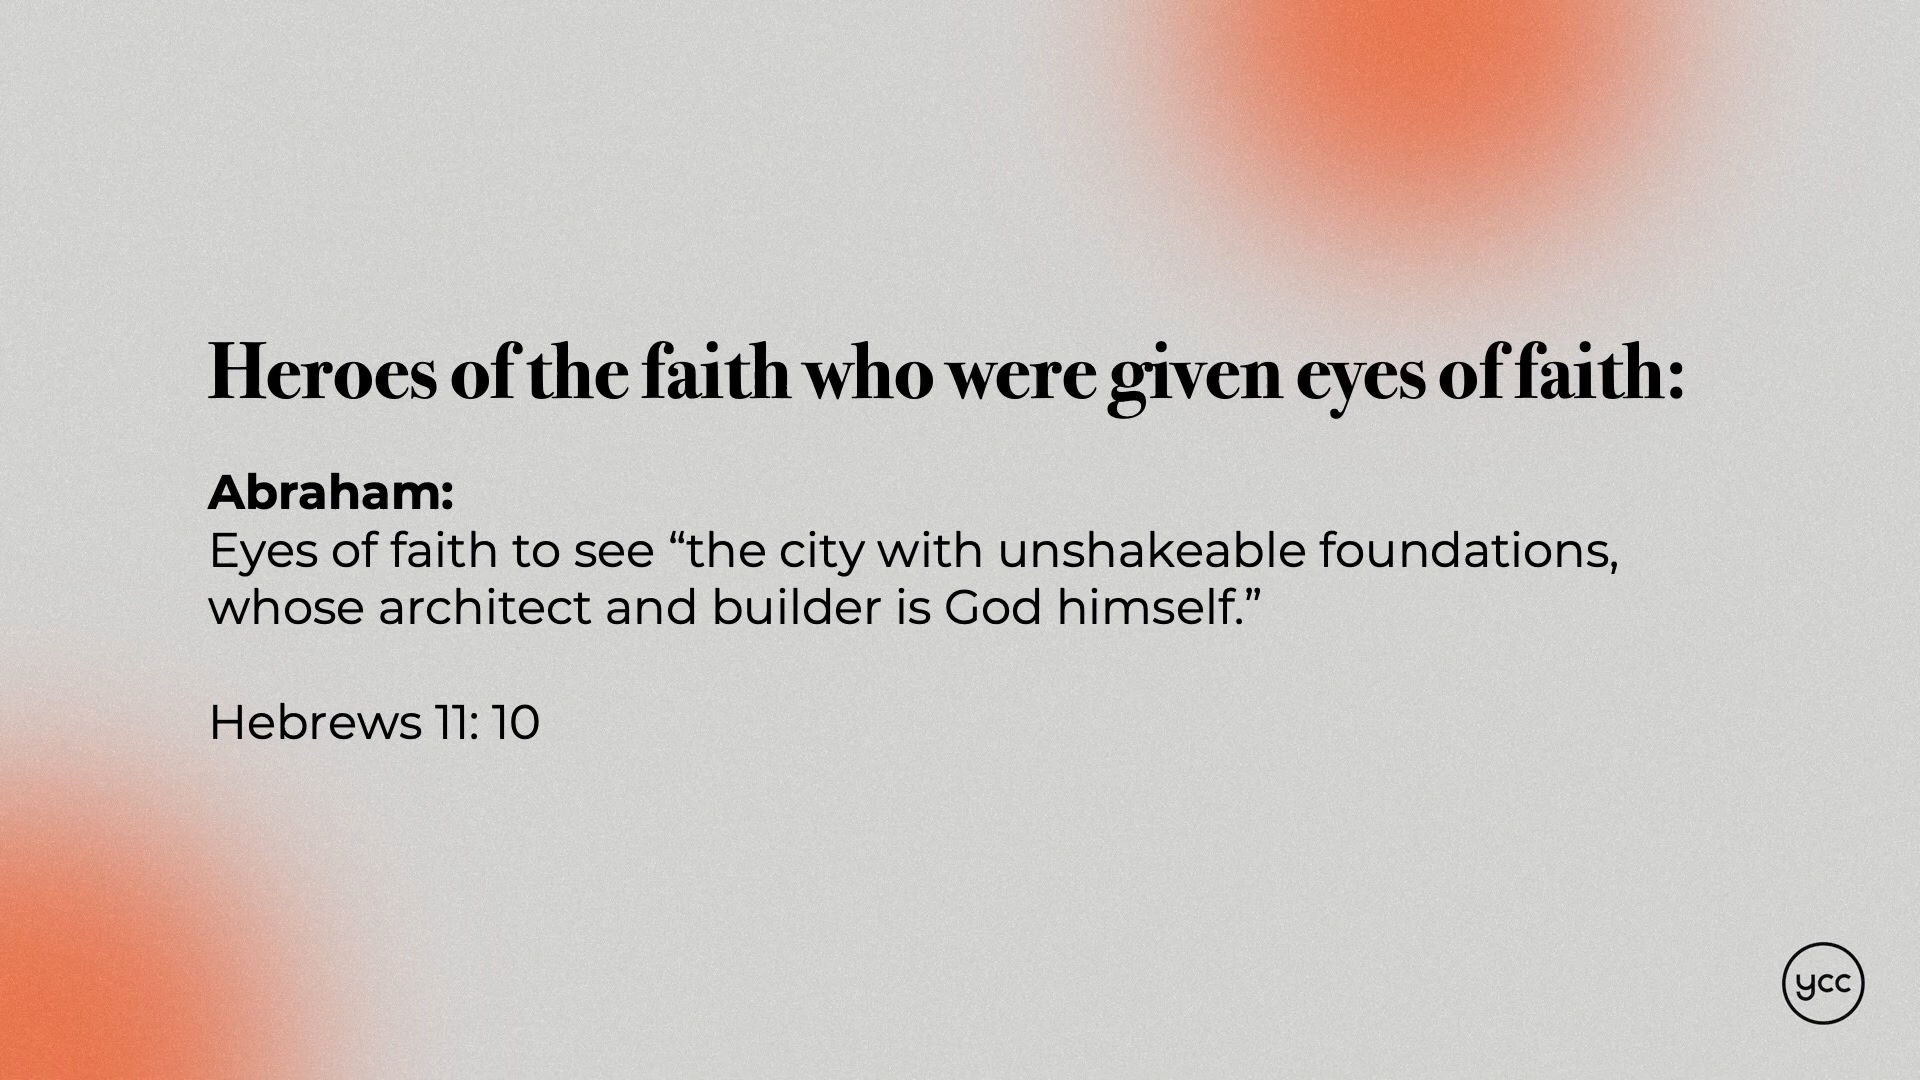 Heroes of the faith who were given eyes of faith:
Abraham:
Eyes of faith to see “the city with unshakeable foundations,
whose architect and builder is God himself.”
Hebrews 11: 10
ycc